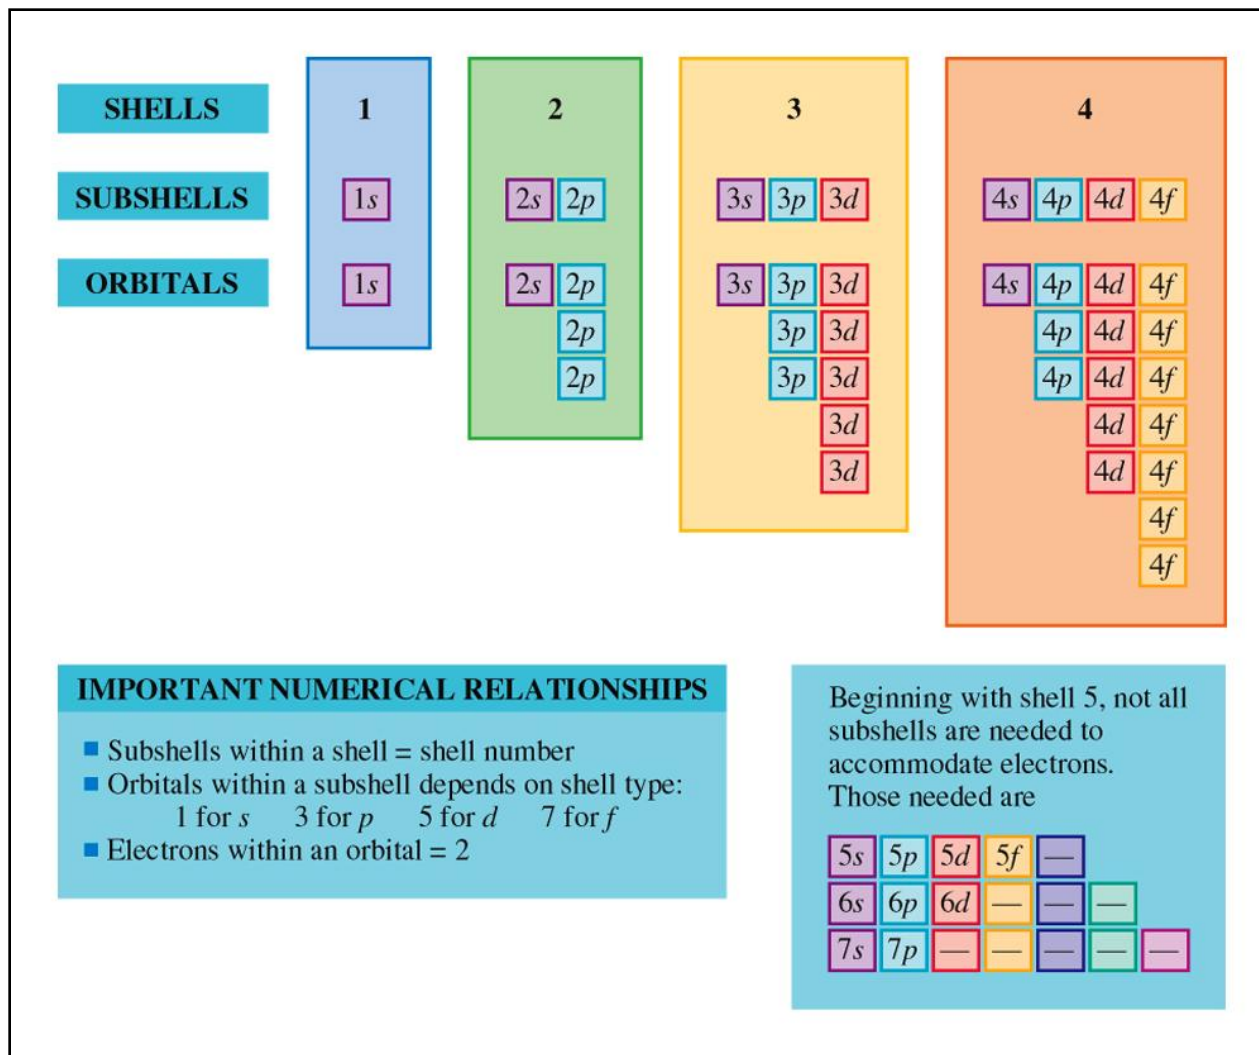 SHELLS 1 2 3 4
SUBSHELLS 1s 2s 2p 3s 3p 3d 4s 4p 4d 4f
ORBITALS 1s 2s 2p 3s 3p 3d 4s 4p 4d 4f
2p 3p 3d 4p 4d 4f
2p 3p 3d 4p 4d 4f
3d 4d 4f
3d 4d 4f
4f
4f
IMPORTANT NUMERICAL RELATIONSHIPS
■ Subshells within a shell = shell number
■ Orbitals within a subshell depends on shell type:
1 for s 3 for p 5 for d 7 for f
■ Electrons within an orbital = 2
Beginning with shell 5, not all
subshells are needed to
accommodate electrons.
Those needed are
5s 5p 5d 5f —
6s 6p 6d — — —
7s 7p — — — — —